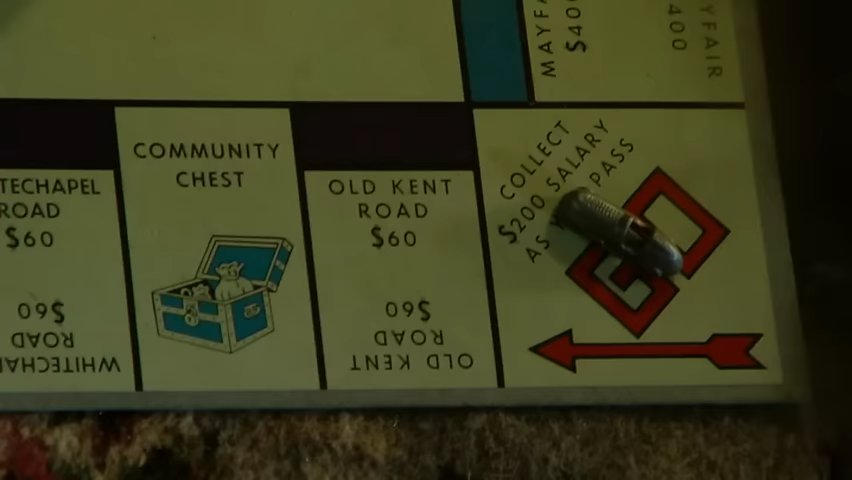 COMMUNITY
CHEST
TECHAPEL
ROAD
$60
$60
ROAD
WHITECHAP
OLD KENT
ROAD
$60
$60
ROAD
OLD KENT
COLLECT
$200 SALARY
AS PASS
GO
MAYFA
$400
YFAIR
400